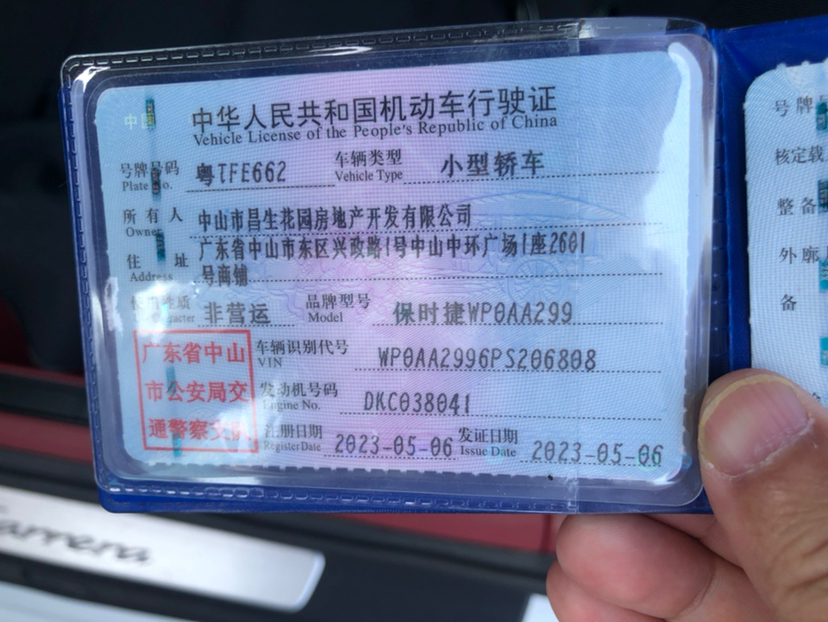 中国
中华人民共和国机动车行驶证
Vehicle License of the People's Republic of China
号牌号码 粤TFE662 车辆类型 小型轿车
Plate No. Vehicle Type
所有人 中山市昌生花园房地产开发有限公司
Owner
住址 广东省中山市东区兴政路1号中山中环广场1座2601
Address 号商铺
使用性质 非营运 品牌型号 保时捷WP0AA299
Model
车辆识别代号 WP0AA2996PS206808
VIN
发动机号码 DKC038041
Engine No.
注册日期 2023-05-06 发证日期 2023-05-06
Register Date Issue Date
广东省中山
市公安局交
通警察支队
号牌
核定载
整备
外廓
备
arrera